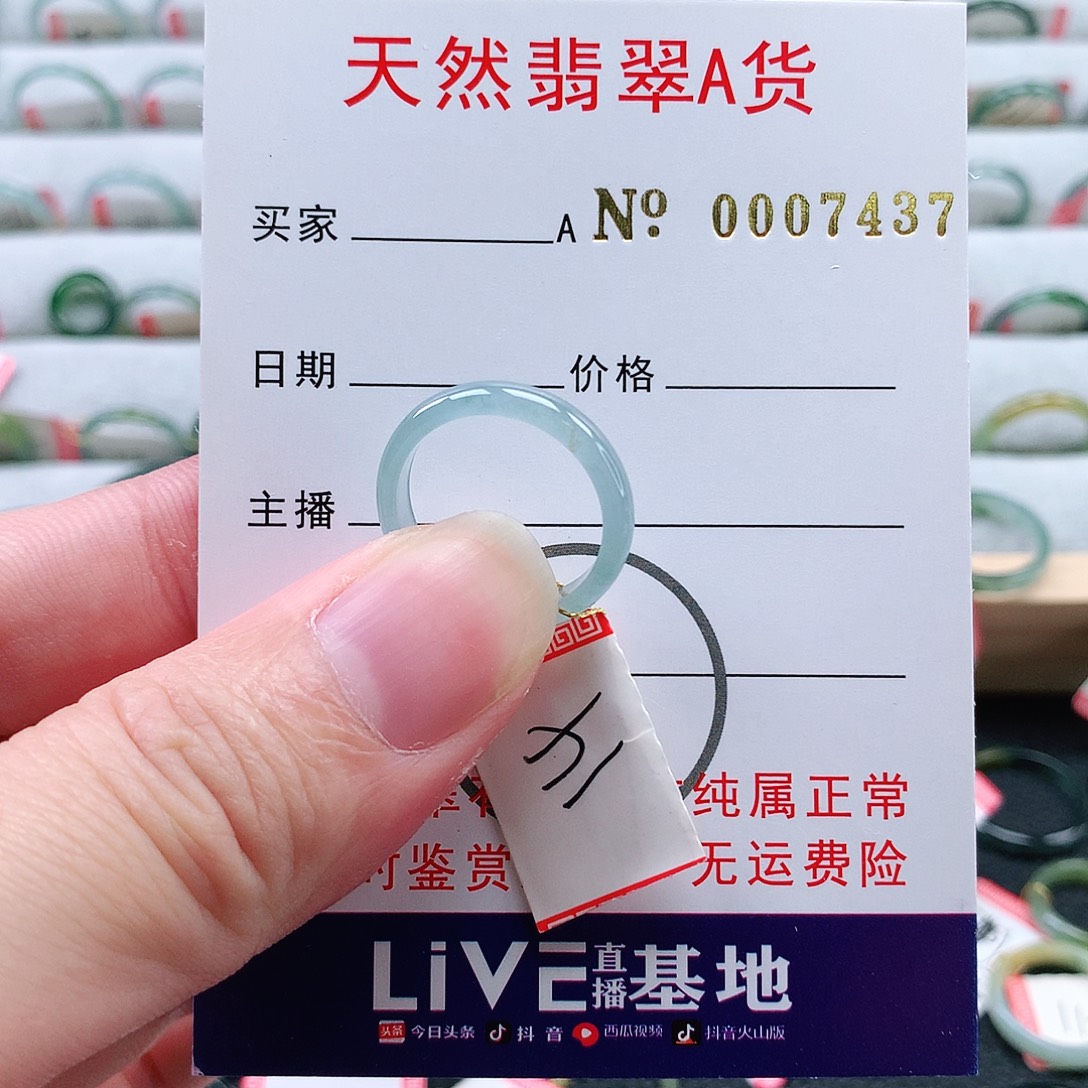 天然翡翠A货
买家 A Nº 0007437
日期 价格
主播
纯属正常
鉴赏 无运费险
LiVE直播基地
头条 今日头条 抖音 西瓜视频 抖音火山版